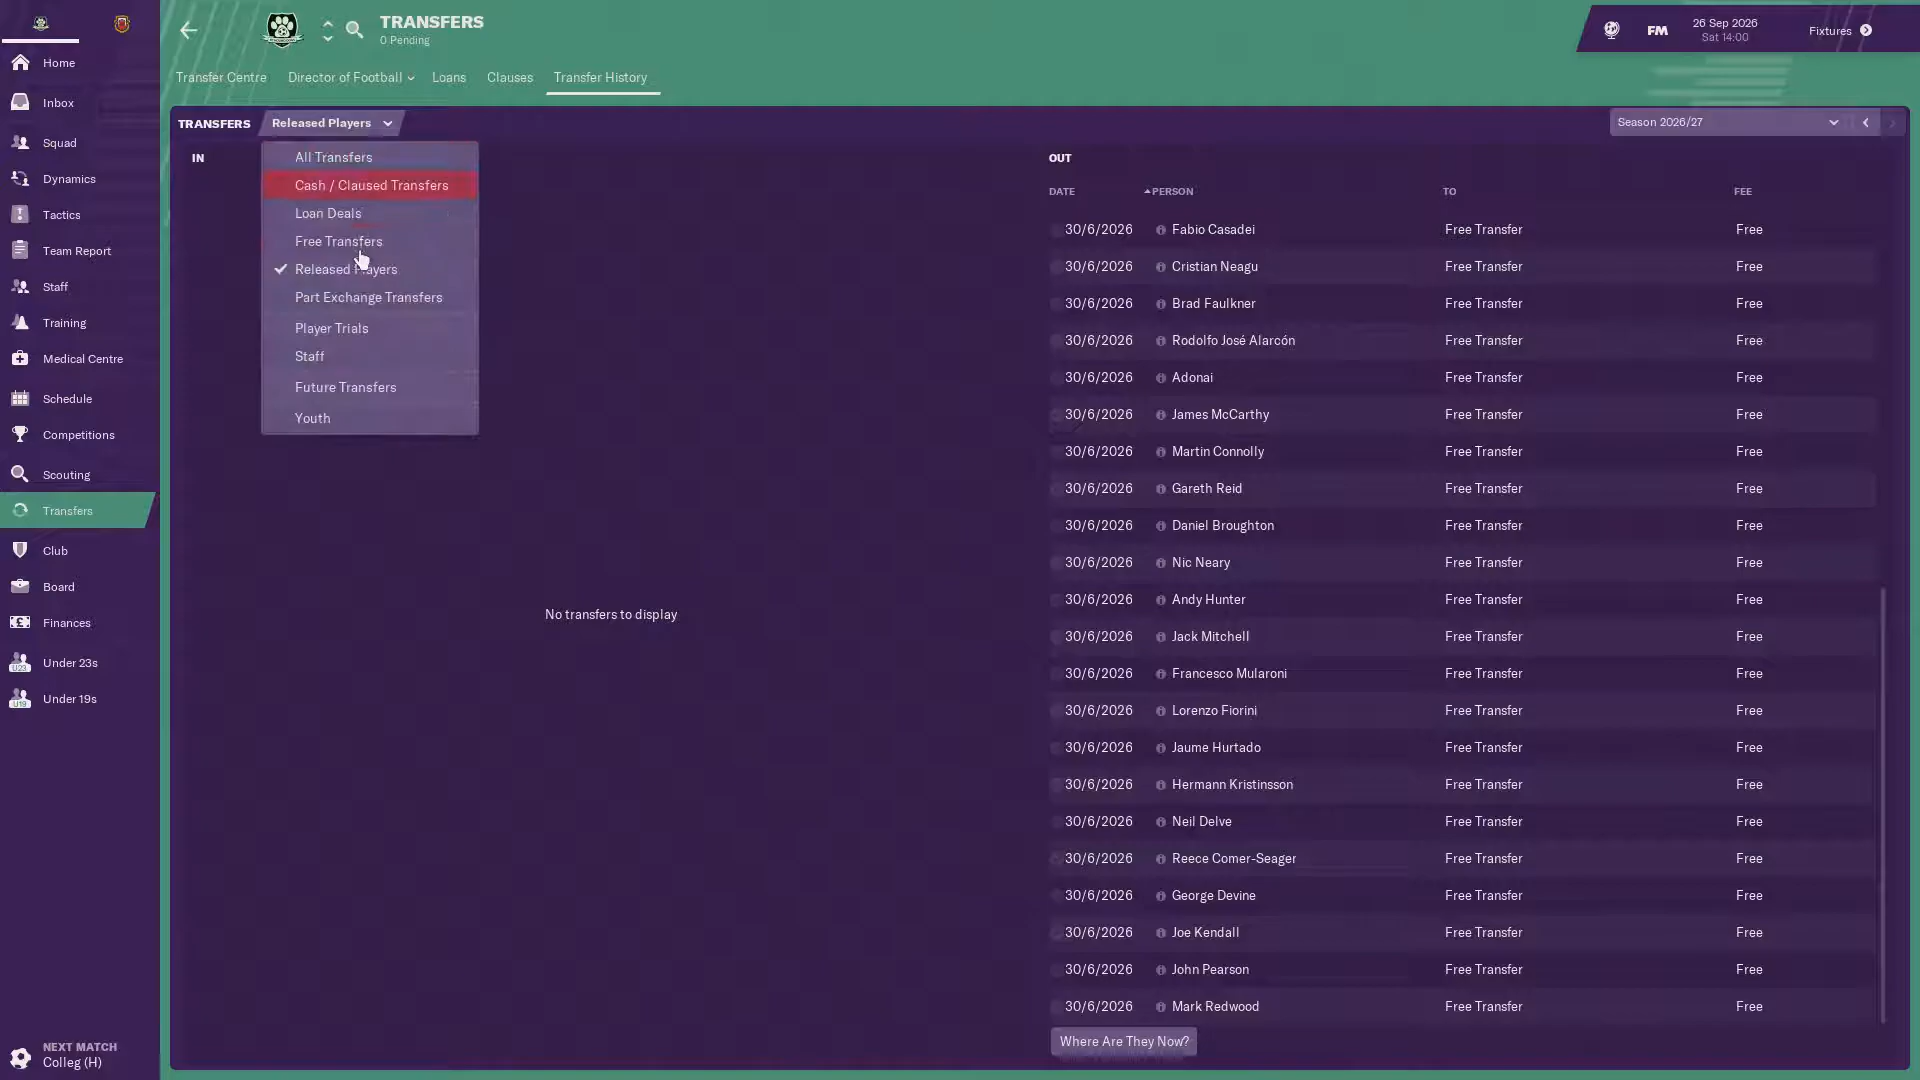 TRANSFERS
0 Pending
26 Sep 2026
Sat 14:00
FM
Fixtures
Home
Inbox
Squad
Dynamics
Tactics
Team Report
Staff
Training
Medical Centre
Schedule
Competitions
Scouting
Transfers
Club
Board
Finances
U23
Under 23s
U19
Under 19s
NEXT MATCH
Colleg (H)
Transfer Centre Director of Football Loans Clauses Transfer History
TRANSFERS Released Players
Season 2026/27
IN
All Transfers
Cash / Claused Transfers
Loan Deals
Free Transfers
Released Players
Part Exchange Transfers
Player Trials
Staff
Future Transfers
Youth
No transfers to display
OUT
DATE PERSON TO FEE
30/6/2026 Fabio Casadei Free Transfer Free
30/6/2026 Cristian Neagu Free Transfer Free
30/6/2026 Brad Faulkner Free Transfer Free
30/6/2026 Rodolfo José Alarcón Free Transfer Free
30/6/2026 Adonai Free Transfer Free
30/6/2026 James McCarthy Free Transfer Free
30/6/2026 Martin Connolly Free Transfer Free
30/6/2026 Gareth Reid Free Transfer Free
30/6/2026 Daniel Broughton Free Transfer Free
30/6/2026 Nic Neary Free Transfer Free
30/6/2026 Andy Hunter Free Transfer Free
30/6/2026 Jack Mitchell Free Transfer Free
30/6/2026 Francesco Mularoni Free Transfer Free
30/6/2026 Lorenzo Fiorini Free Transfer Free
30/6/2026 Jaume Hurtado Free Transfer Free
30/6/2026 Hermann Kristinsson Free Transfer Free
30/6/2026 Neil Delve Free Transfer Free
30/6/2026 Reece Comer-Seager Free Transfer Free
30/6/2026 George Devine Free Transfer Free
30/6/2026 Joe Kendall Free Transfer Free
30/6/2026 John Pearson Free Transfer Free
30/6/2026 Mark Redwood Free Transfer Free
Where Are They Now?